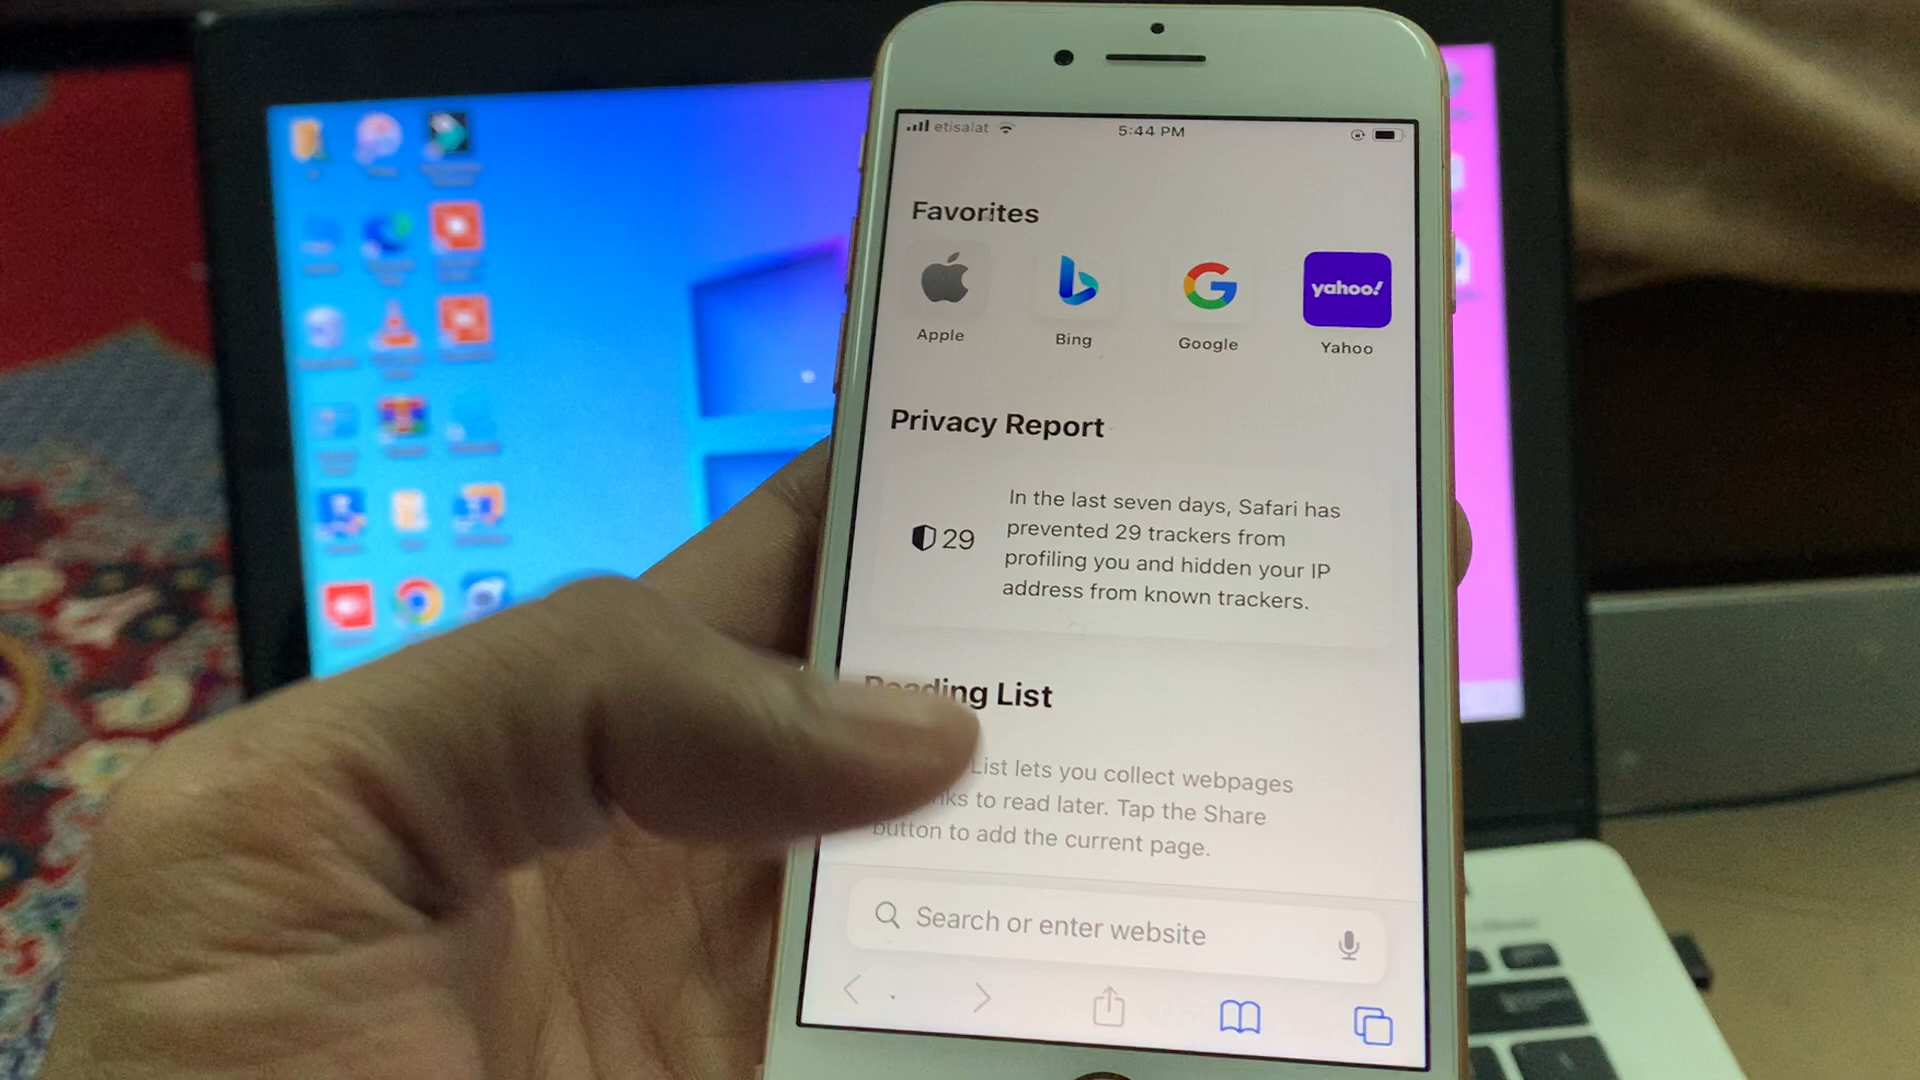 etisalat
5:44 PM
Favorites
yahoo!
Apple
Bing
Google
Yahoo
Privacy Report
29
In the last seven days, Safari has
prevented 29 trackers from
profiling you and hidden your IP
address from known trackers.
Reading List
List lets you collect webpages
to read later. Tap the Share
button to add the current page.
Search or enter website